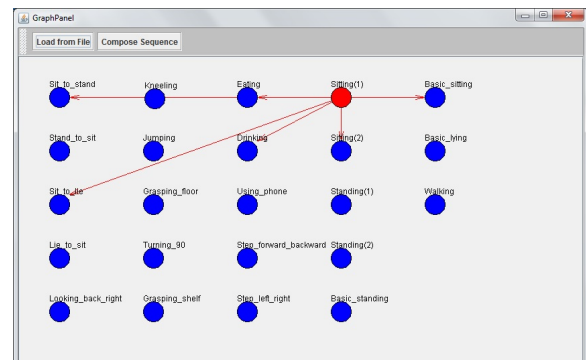 GraphPanel
Load from File Compose Sequence
Sit_to_stand Kneeling Eating Sitting(1) Basic_sitting
Stand_to_sit Jumping Drinking Sitting(2) Basic_lying
Sit_to_lie Grasping_floor Using_phone Standing(1) Walking
Lie_to_sit Turning_90 Step_forward_backward Standing(2)
Looking_back_right Grasping_shelf Step_left_right Basic_standing